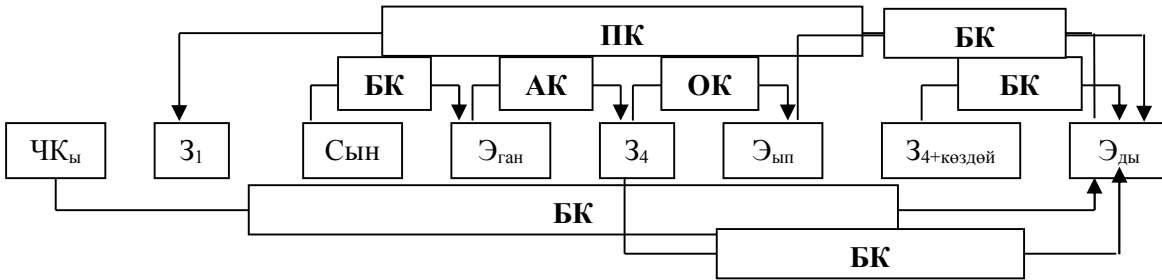 ПК БК
БК АК ОК БК
ЧКы З1 Сын Эган З4 Эып З4+көздөй Эды
БК
БК